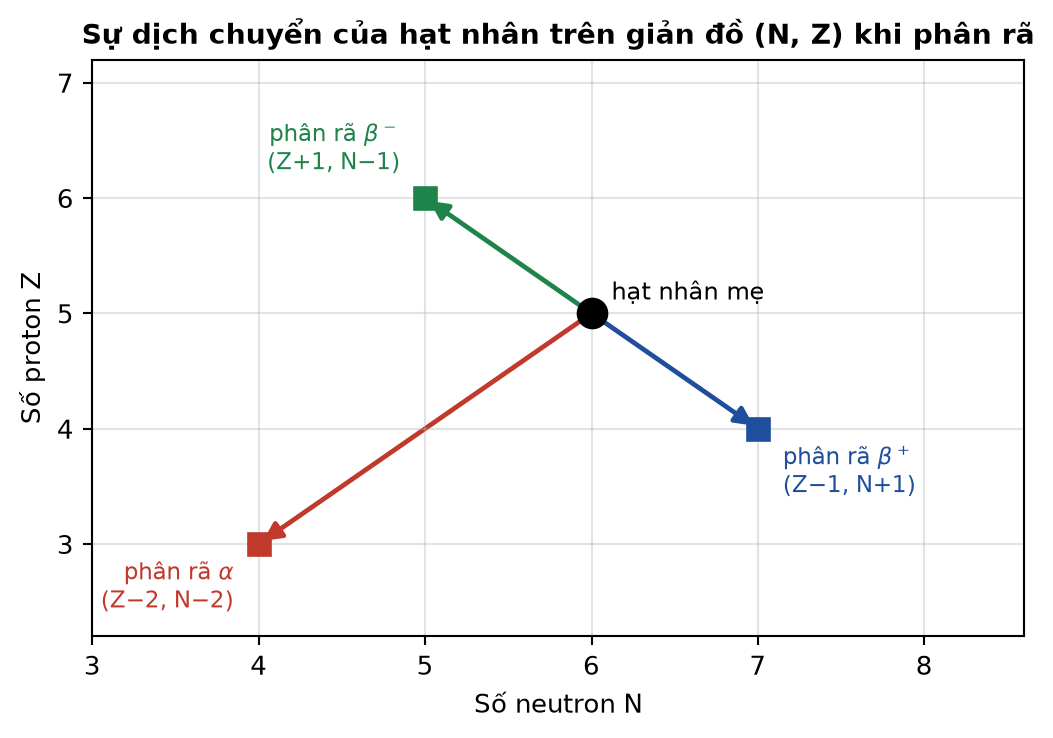 Sự dịch chuyển của hạt nhân trên giản đồ (N, Z) khi phân rã
7
6
5
4
3
Số proton Z
phân rã β⁻
(Z+1, N−1)
hạt nhân mẹ
phân rã β⁺
(Z−1, N+1)
phân rã α
(Z−2, N−2)
3 4 5 6 7 8
Số neutron N